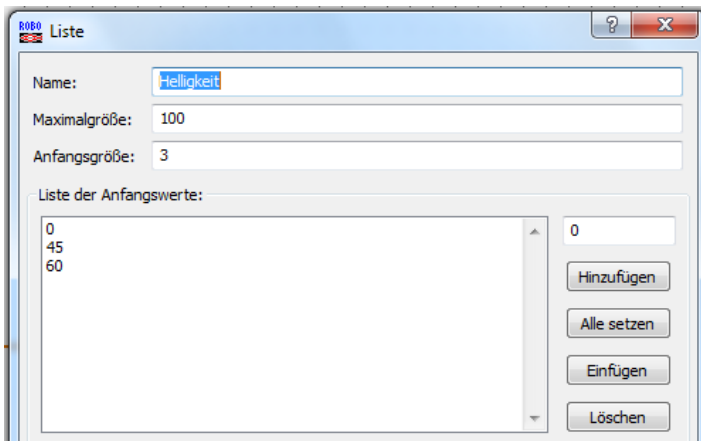 ROBO Liste ?
Name: Helligkeit
Maximalgröße: 100
Anfangsgröße: 3
Liste der Anfangswerte:
0
45
60
0
Hinzufügen
Alle setzen
Einfügen
Löschen